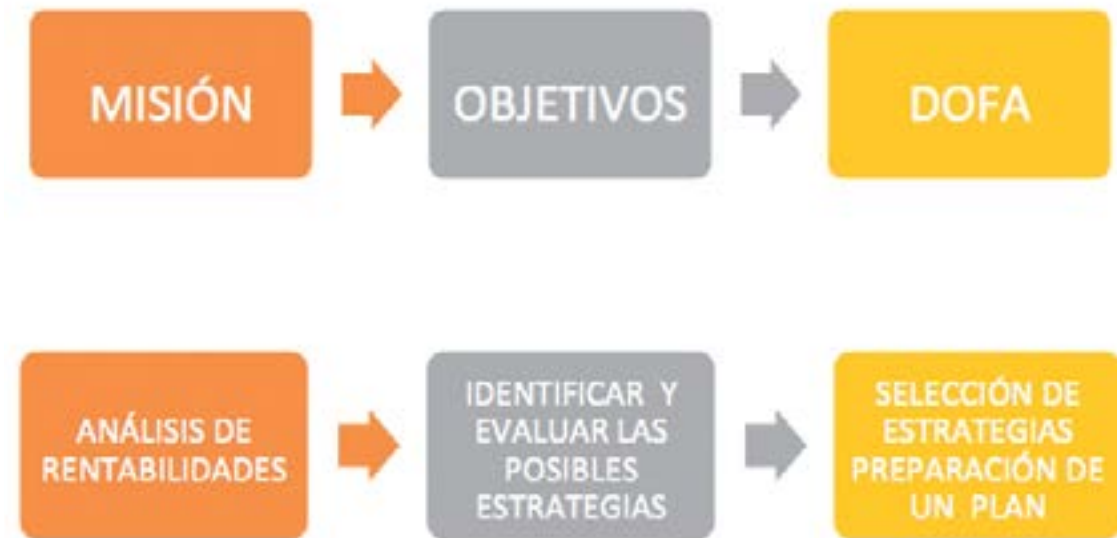 MISIÓN
OBJETIVOS
DOFA
ANÁLISIS DE
RENTABILIDADES
IDENTIFICAR Y
EVALUAR LAS
POSIBLES
ESTRATEGIAS
SELECCIÓN DE
ESTRATEGIAS
PREPARACIÓN DE
UN PLAN